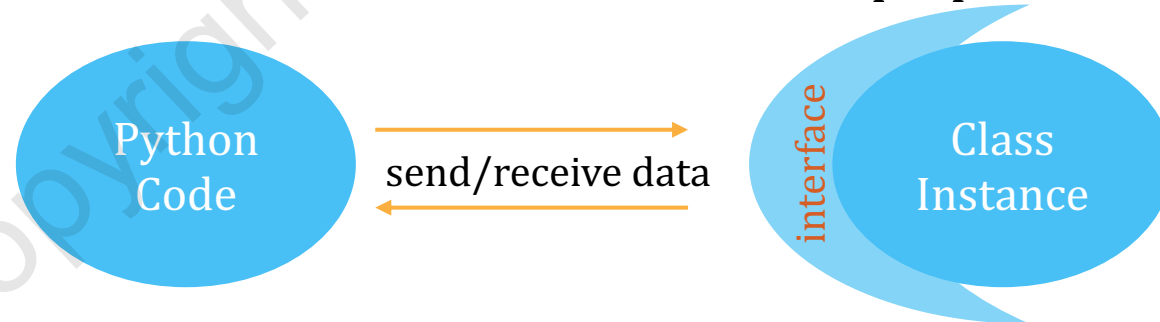 Python
Code
send/receive data
interface
Class
Instance